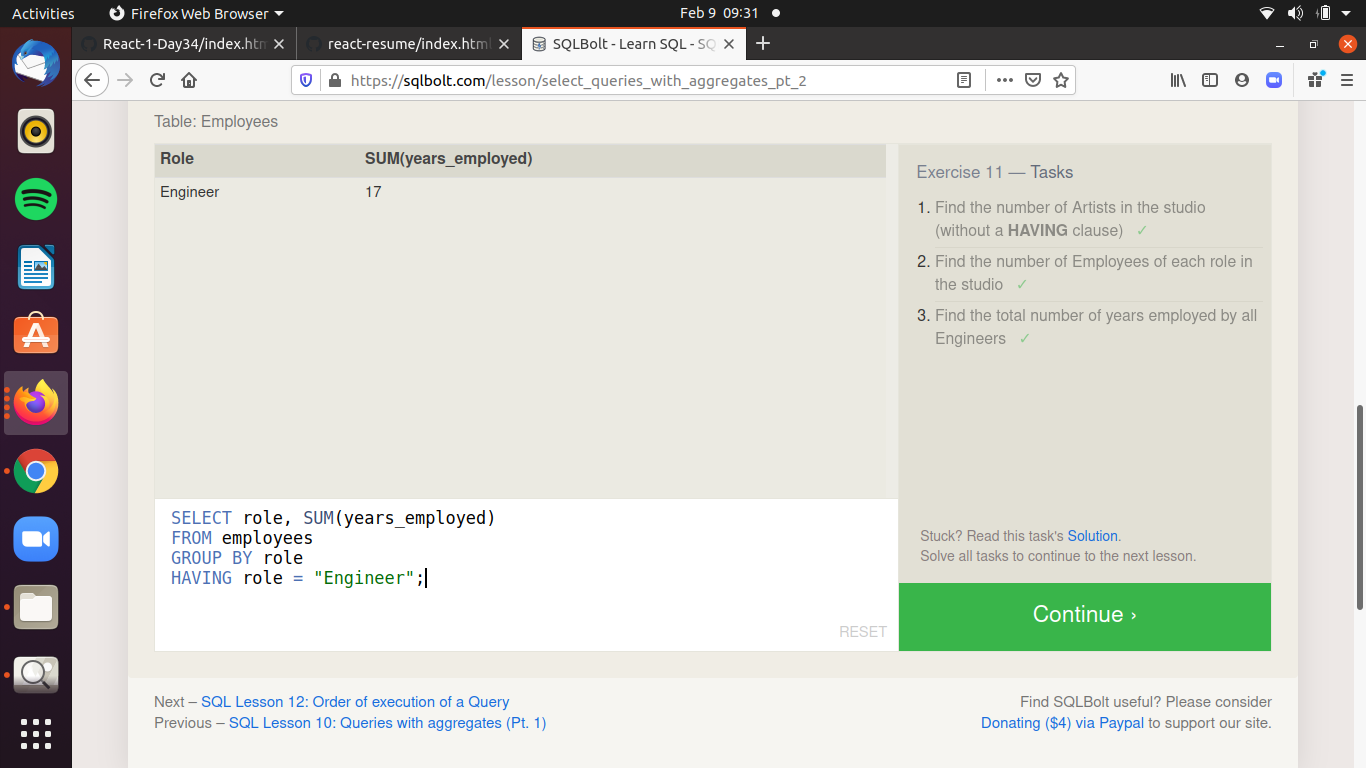 Activities
Firefox Web Browser
Feb 9 09:31
React-1-Day34/index.htm
react-resume/index.html
SQLBolt - Learn SQL - SQ
https://sqlbolt.com/lesson/select_queries_with_aggregates_pt_2
Table: Employees
Role SUM(years_employed)
Engineer 17
Exercise 11 — Tasks
1. Find the number of Artists in the studio
(without a HAVING clause) ✓
2. Find the number of Employees of each role in
the studio ✓
3. Find the total number of years employed by all
Engineers ✓
SELECT role, SUM(years_employed)
FROM employees
GROUP BY role
HAVING role = "Engineer";
RESET
Stuck? Read this task's Solution.
Solve all tasks to continue to the next lesson.
Continue ›
Next – SQL Lesson 12: Order of execution of a Query
Previous – SQL Lesson 10: Queries with aggregates (Pt. 1)
Find SQLBolt useful? Please consider
Donating ($4) via Paypal to support our site.